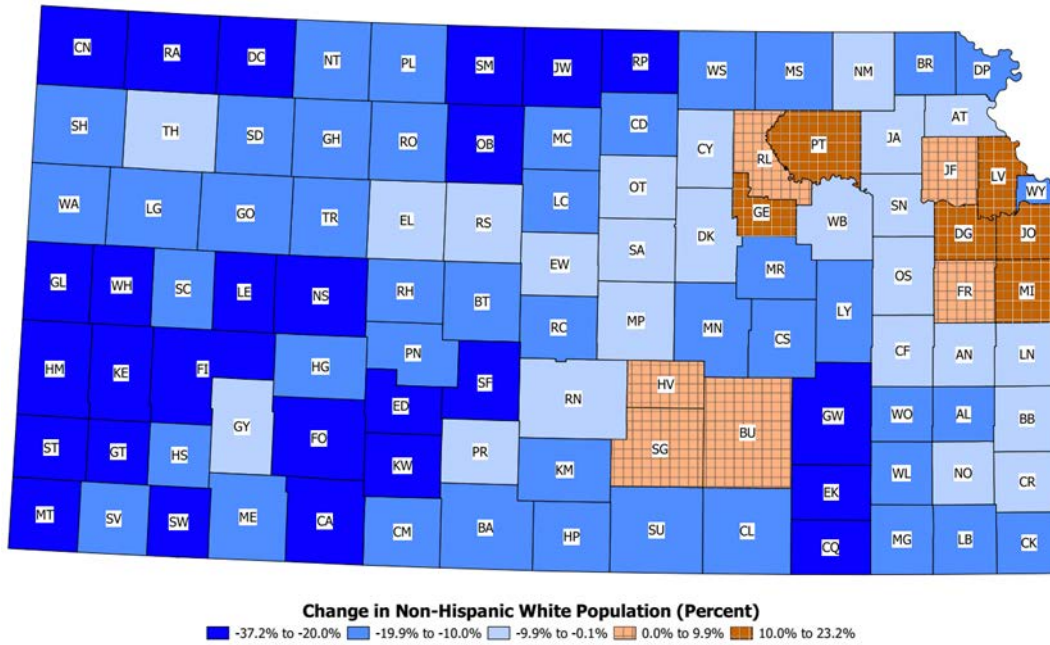 CN RA DC NT PL SM JW RP WS MS NM BR DP
SH TH SD GH RO OB MC CD CY RL PT JA AT JF LV WY
WA LG GO TR EL RS LC OT SA DK GE WB SN DG JO
GL WH SC LE NS RH BT EW RC MP MR MN CS LY OS FR MI
HM KE FI HG PN SF ED RN HV SG BU CF AN LN
ST GT HS GY FO KW PR KM GW WO AL BB
MT SV SW ME CA CM BA HP SU CL EK CQ WL NO CR MG LB CK
Change in Non-Hispanic White Population (Percent)
-37.2% to -20.0% -19.9% to -10.0% -9.9% to -0.1% 0.0% to 9.9% 10.0% to 23.2%